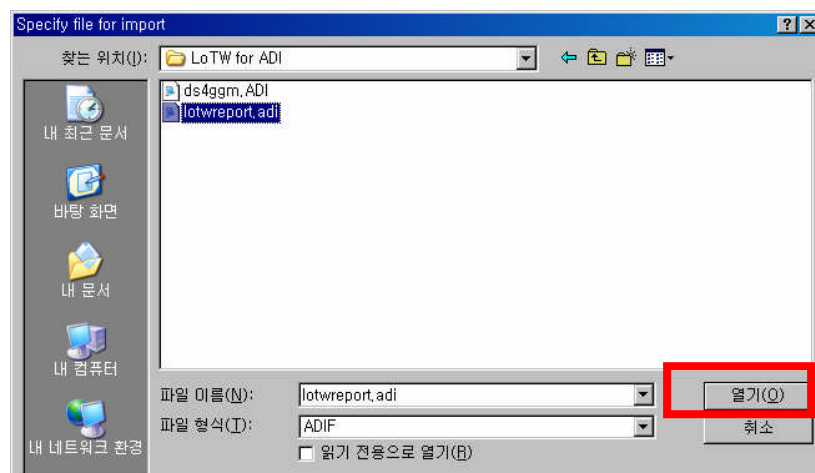 Specify file for import
찾는 위치(I):
LoTW for ADI
ds4ggm.ADI
lotwreport.adi
내 최근 문서
바탕 화면
내 문서
내 컴퓨터
내 네트워크 환경
파일 이름(N):
lotwreport.adi
열기(O)
파일 형식(T):
ADIF
취소
읽기 전용으로 열기(R)